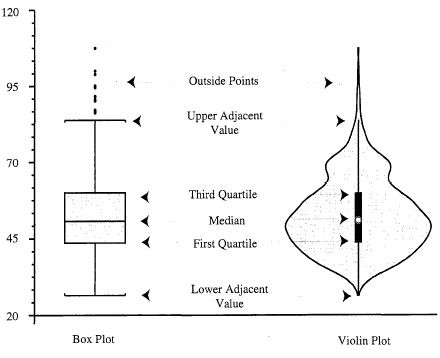 120
95
70
45
20
Outside Points
Upper Adjacent
Value
Third Quartile
Median
First Quartile
Lower Adjacent
Value
Box Plot
Violin Plot